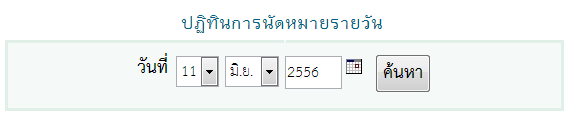 ปฏิทินการนัดหมายรายวัน
วันที่ 11 มิ.ย. 2556 ค้นหา